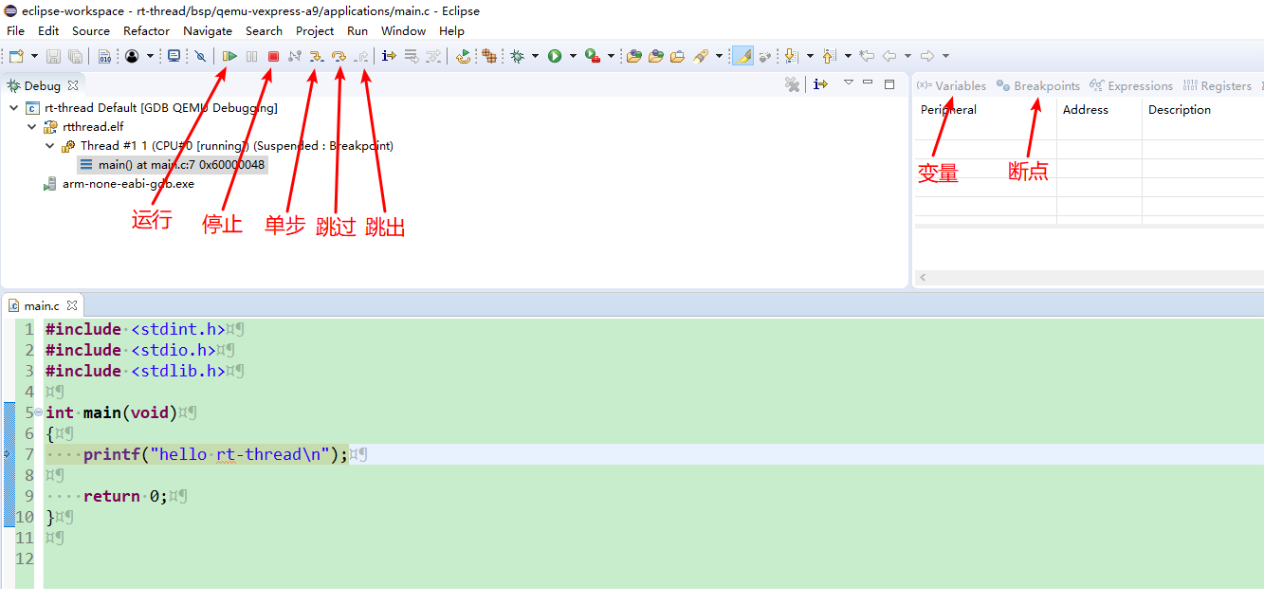 eclipse-workspace - rt-thread/bsp/qemu-vexpress-a9/applications/main.c - Eclipse
File Edit Source Refactor Navigate Search Project Run Window Help
Debug
(x)= Variables Breakpoints Expressions Registers
rt-thread Default [GDB QEMU Debugging]
Peripheral Address Description
rtthread.elf
Thread #1 1 (CPU#0 [running]) (Suspended : Breakpoint)
main() at main.c:7 0x60000048
arm-none-eabi-gdb.exe
变量 断点
运行 停止 单步 跳过 跳出
main.c
1 #include <stdint.h>¤¶
2 #include <stdio.h>¤¶
3 #include <stdlib.h>¤¶
4 ¤¶
5 int·main(void)¤¶
6 {¤¶
7 ····printf("hello·rt-thread\n");¤¶
8 ¤¶
9 ····return·0;¤¶
10 }¤¶
11 ¤¶
12